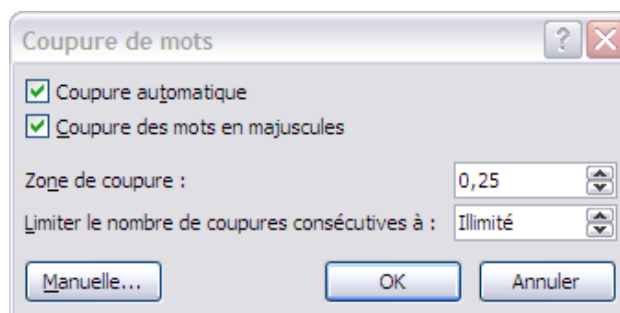 Coupure de mots
Coupure automatique
Coupure des mots en majuscules
Zone de coupure : 0,25
Limiter le nombre de coupures consécutives à : Illimité
Manuelle... OK Annuler